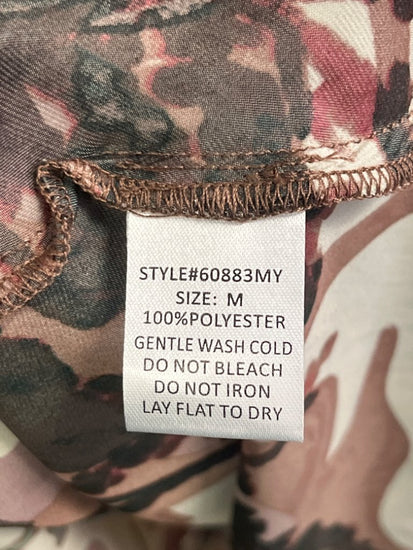 STYLE#60883MY
SIZE: M
100%POLYESTER
GENTLE WASH COLD
DO NOT BLEACH
DO NOT IRON
LAY FLAT TO DRY